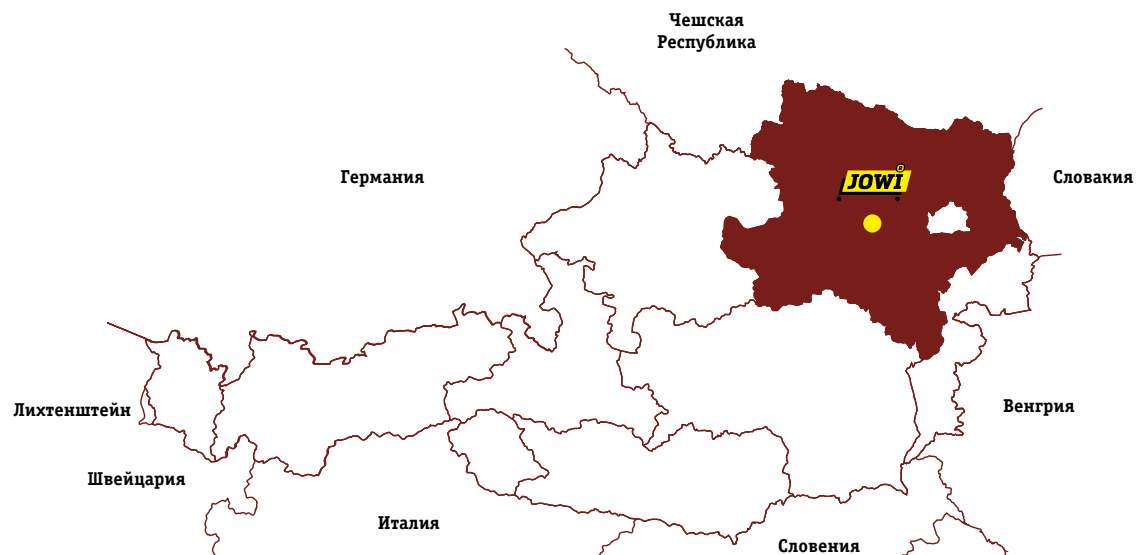 Чешская
Республика
Германия
JOWI
Словакия
Лихтенштейн
Венгрия
Швейцария
Италия
Словения